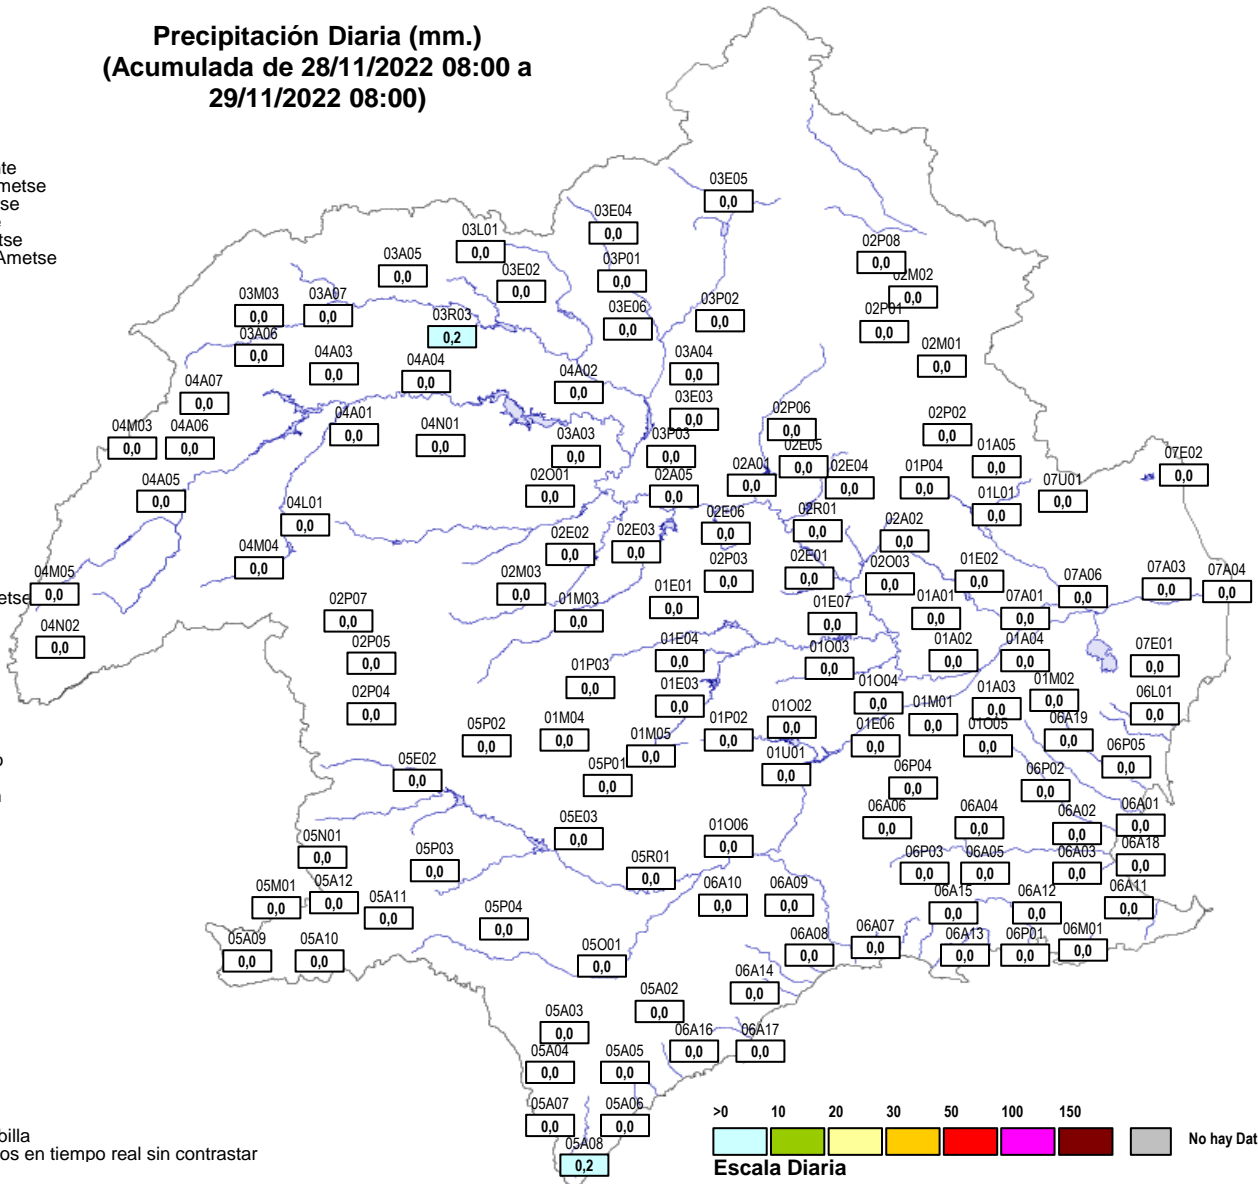 Precipitación Diaria (mm.)
(Acumulada de 28/11/2022 08:00 a
29/11/2022 08:00)
nte
metse
tse
e
tse
Ametse
03E05
0,0
03E04
0,0
03L01
0,0
02P08
0,0
03A05
0,0
03P01
0,0
03E02
0,0
02M02
0,0
03M03
0,0
03A07
0,0
03P02
0,0
03R03
0,2
03E06
0,0
02P01
0,0
03A06
0,0
04A03
0,0
03A04
0,0
02M01
0,0
04A04
0,0
04A02
0,0
04A07
0,0
03E03
0,0
04A01
0,0
02P06
0,0
02P02
0,0
04M03
0,0
04A06
0,0
04N01
0,0
03A03
0,0
03P03
0,0
02E05
0,0
01A05
0,0
07E02
0,0
02A01
0,0
02E04
0,0
01P04
0,0
02O01
0,0
02A05
0,0
07U01
0,0
04A05
0,0
01L01
0,0
04L01
0,0
02R01
0,0
02E06
0,0
02A02
0,0
02E03
0,0
02E02
0,0
04M04
0,0
02P03
0,0
02E01
0,0
02O03
0,0
01E02
0,0
04M05
0,0
07A03
0,0
07A04
0,0
etse
02M03
0,0
07A06
0,0
01E01
0,0
02P07
0,0
01M03
0,0
01E07
0,0
01A01
0,0
07A01
0,0
04N02
0,0
02P05
0,0
01E04
0,0
01O03
0,0
01A02
0,0
01A04
0,0
07E01
0,0
01P03
0,0
01E03
0,0
01O04
0,0
01A03
0,0
01M02
0,0
06L01
0,0
02P04
0,0
01M01
0,0
01O02
0,0
05P02
0,0
01M04
0,0
01P02
0,0
01E06
0,0
01O05
0,0
06A19
0,0
01M05
0,0
06P05
0,0
o
05E02
0,0
05P01
0,0
01U01
0,0
06P04
0,0
06P02
0,0
05E03
0,0
06A06
0,0
06A04
0,0
06A02
0,0
06A01
0,0
01O06
0,0
05N01
0,0
05P03
0,0
05R01
0,0
06P03
0,0
06A05
0,0
06A03
0,0
06A18
0,0
05M01
0,0
05A12
0,0
05A11
0,0
06A10
0,0
06A09
0,0
06A15
0,0
06A12
0,0
06A11
0,0
05P04
0,0
05A09
0,0
05A10
0,0
05O01
0,0
06A08
0,0
06A07
0,0
06A13
0,0
06P01
0,0
06M01
0,0
06A14
0,0
05A02
0,0
05A03
0,0
06A16
0,0
06A17
0,0
05A04
0,0
05A05
0,0
05A07
0,0
05A06
0,0
05A08
0,2
billa
os en tiempo real sin contrastar
>0 10 20 30 50 100 150
No hay Dat
Escala Diaria